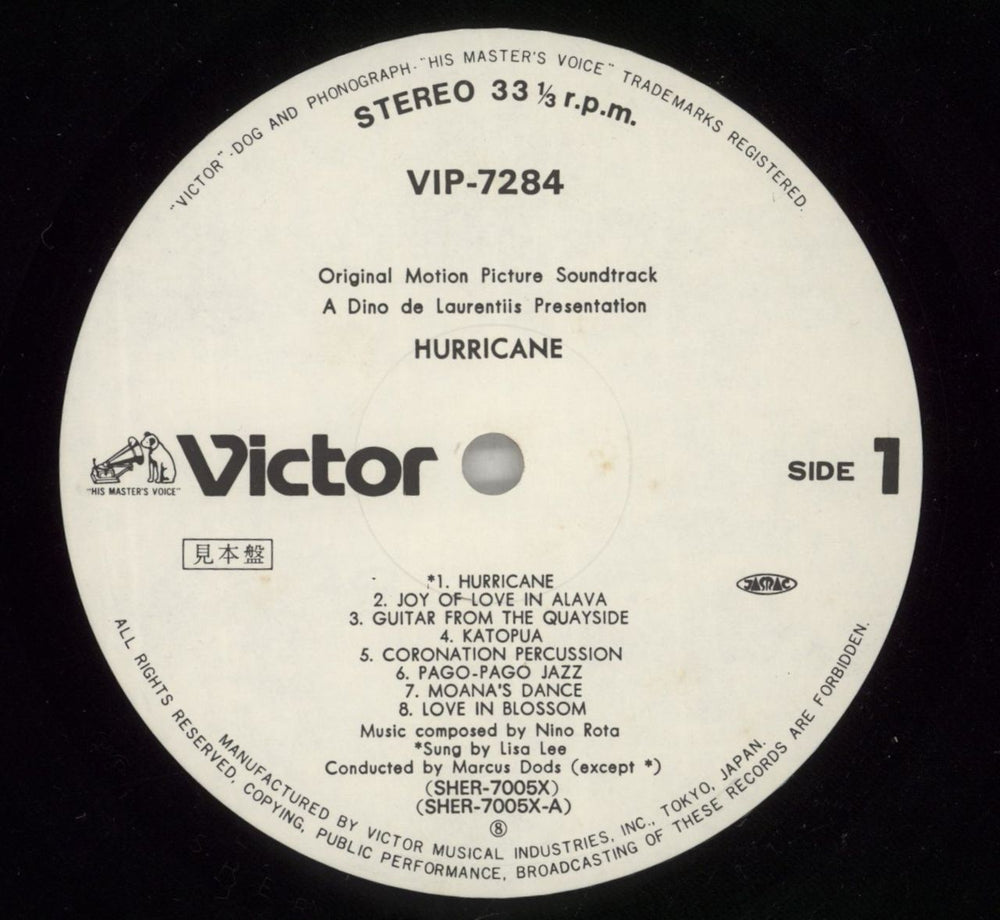 "VICTOR"-DOG AND PHONOGRAPH-"HIS MASTER'S VOICE" TRADEMARKS REGISTERED.
STEREO 33 ⅓ r.p.m.
VIP-7284
Original Motion Picture Soundtrack
A Dino de Laurentiis Presentation
HURRICANE
"HIS MASTER'S VOICE"
Victor
SIDE 1
見本盤
JASRAC
*1. HURRICANE
2. JOY OF LOVE IN ALAVA
3. GUITAR FROM THE QUAYSIDE
4. KATOPUA
5. CORONATION PERCUSSION
6. PAGO-PAGO JAZZ
7. MOANA'S DANCE
8. LOVE IN BLOSSOM
Music composed by Nino Rota
*Sung by Lisa Lee
Conducted by Marcus Dods (except *)
(SHER-7005X)
(SHER-7005X-A)
⑧
MANUFACTURED BY VICTOR MUSICAL INDUSTRIES, INC., TOKYO, JAPAN.
ALL RIGHTS RESERVED, COPYING, PUBLIC PERFORMANCE, BROADCASTING OF THESE RECORDS ARE FORBIDDEN.